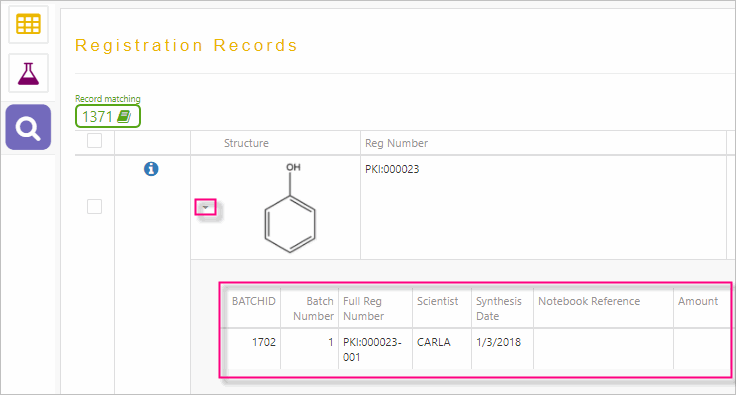 Registration Records
Record matching
1371
Structure
Reg Number
OH
PKI:000023
BATCHID
Batch
Number
Full Reg
Number
Scientist
Synthesis
Date
Notebook Reference
Amount
1702
1
PKI:000023-
001
CARLA
1/3/2018